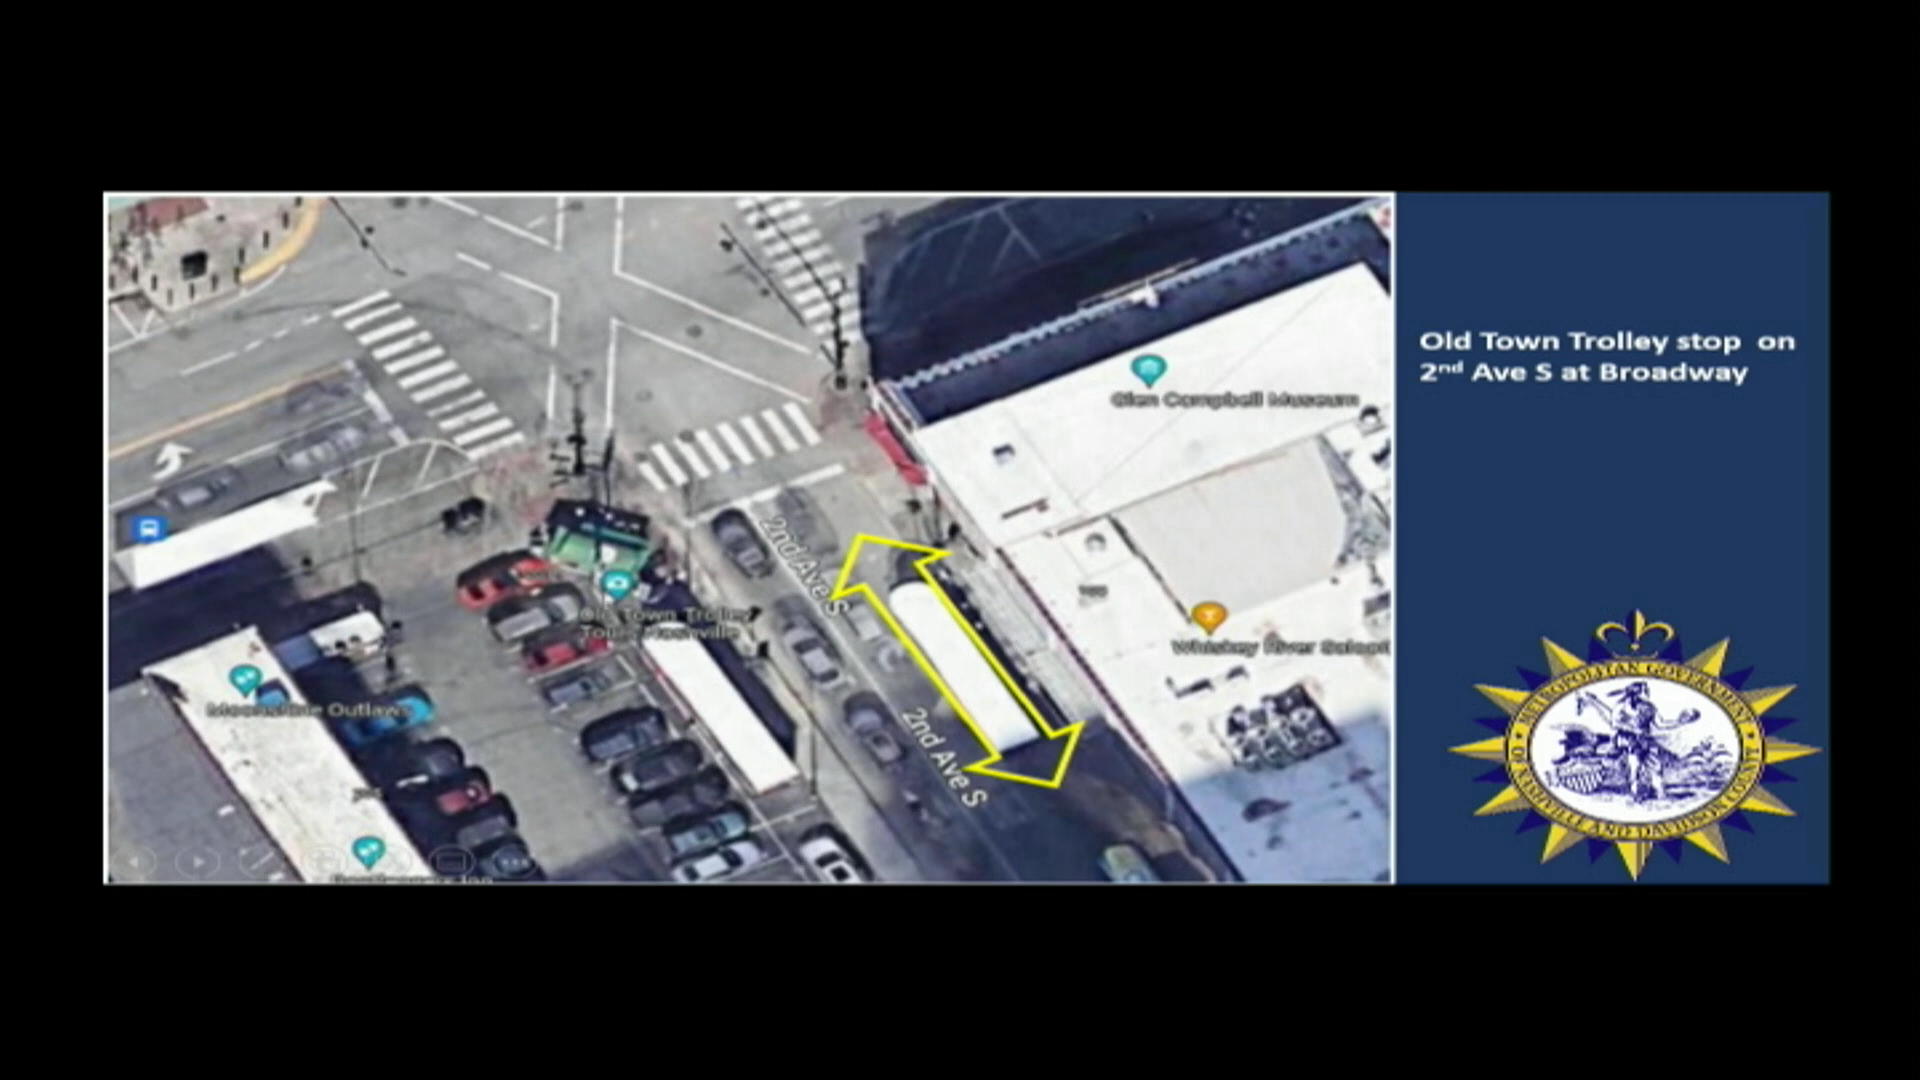 Old Town Trolley stop on
2nd Ave S at Broadway
Glen Campbell Museum
2nd Ave S
Old Town Trolley
Tours Nashville
Whiskey River Saloon
Moonshine Outlaws
2nd Ave S
METROPOLITAN GOVERNMENT
OF NASHVILLE AND DAVIDSON COUNTY